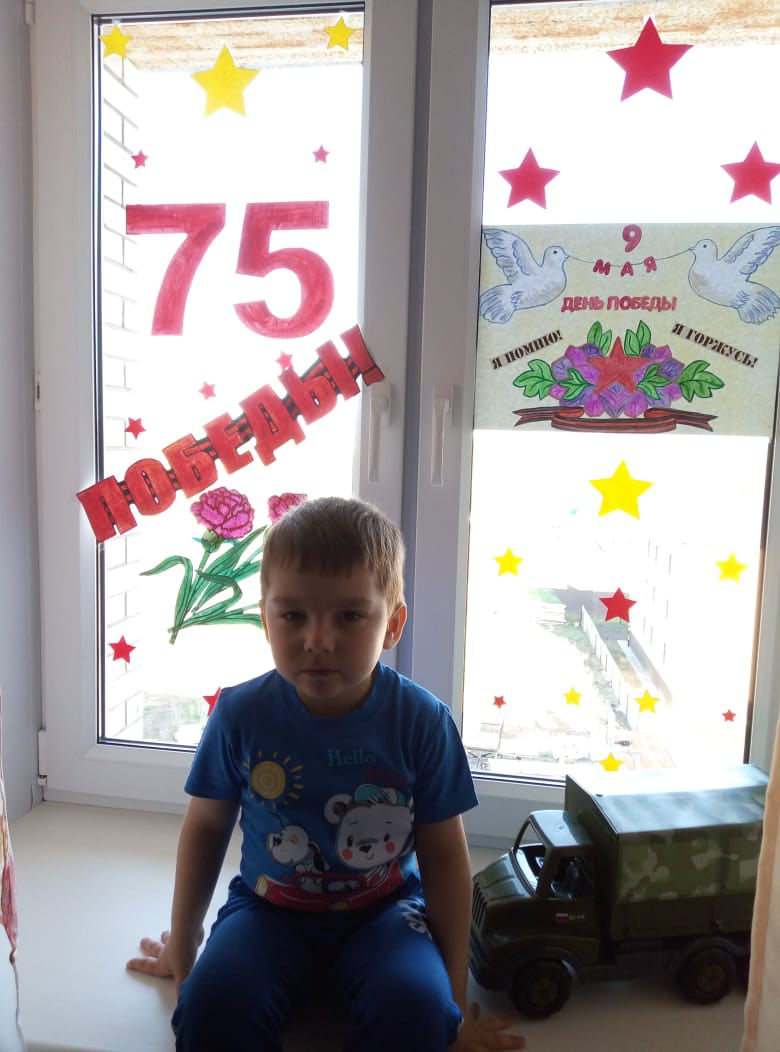 75
ПОБЕДЫ
9
МАЯ
ДЕНЬ ПОБЕДЫ
Я ПОМНЮ!
Я ГОРЖУСЬ!
Hello